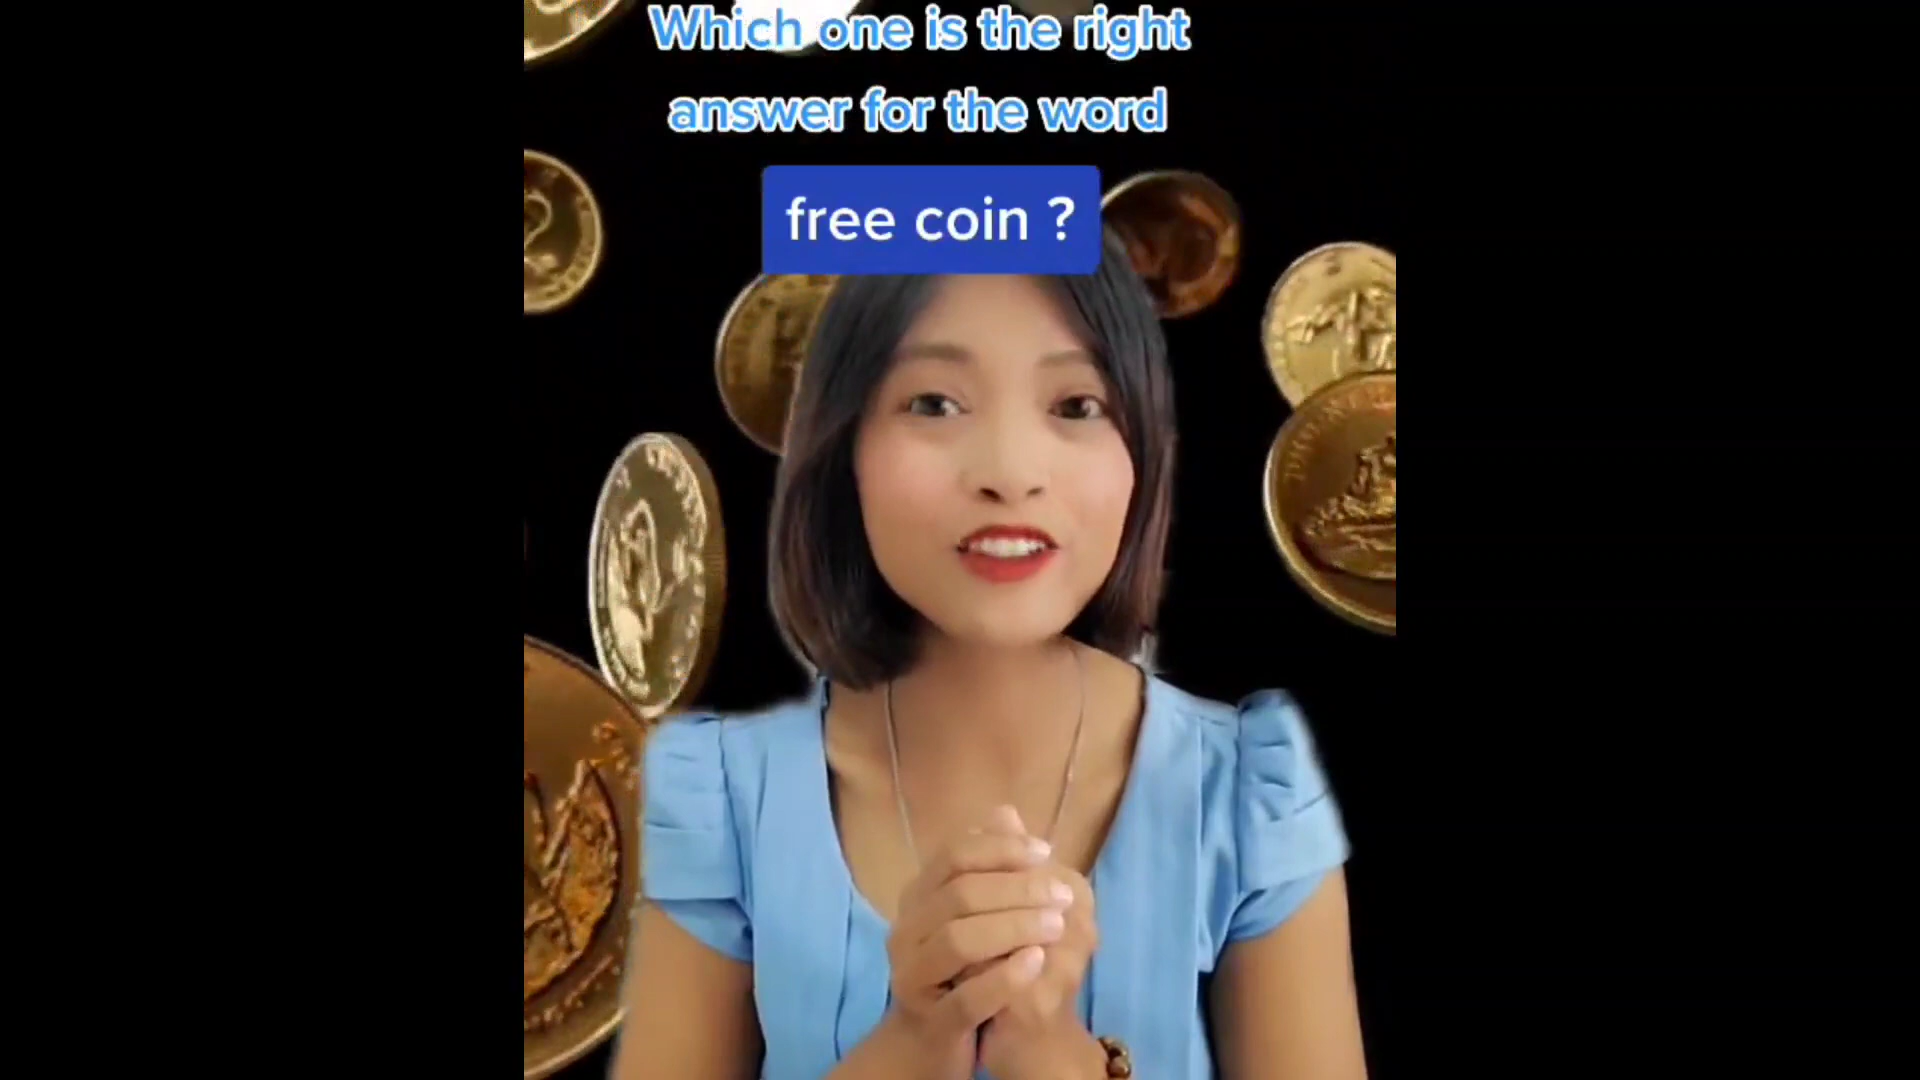 Which one is the right
answer for the word
free coin ?